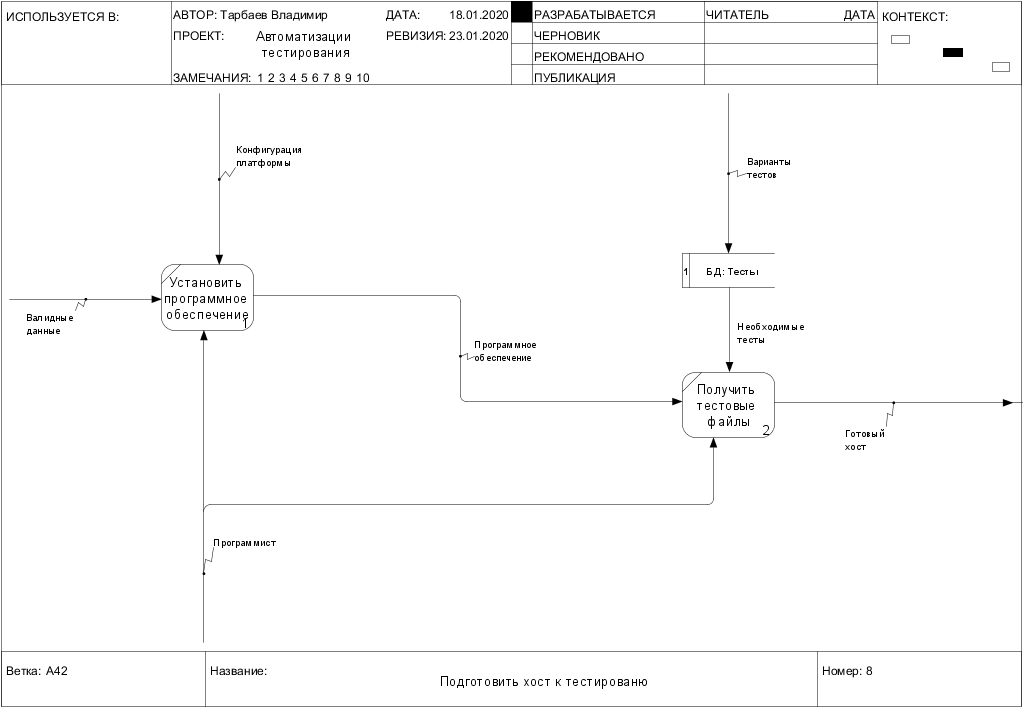 ИСПОЛЬЗУЕТСЯ В:
АВТОР: Тарбаев Владимир
ДАТА: 18.01.2020
РАЗРАБАТЫВАЕТСЯ
ЧИТАТЕЛЬ
ДАТА
КОНТЕКСТ:
ПРОЕКТ: Автоматизации
тестирования
РЕВИЗИЯ: 23.01.2020
ЧЕРНОВИК
РЕКОМЕНДОВАНО
ЗАМЕЧАНИЯ: 1 2 3 4 5 6 7 8 9 10
ПУБЛИКАЦИЯ
Конфигурация
платформы
Варианты
тестов
1
БД: Тесты
Установить
программное
обеспечение
1
Валидные
данные
Необходимые
тесты
Программное
обеспечение
Получить
тестовые
файлы
2
Готовый
хост
Программист
Ветка: A42
Название:
Подготовить хост к тестированю
Номер: 8